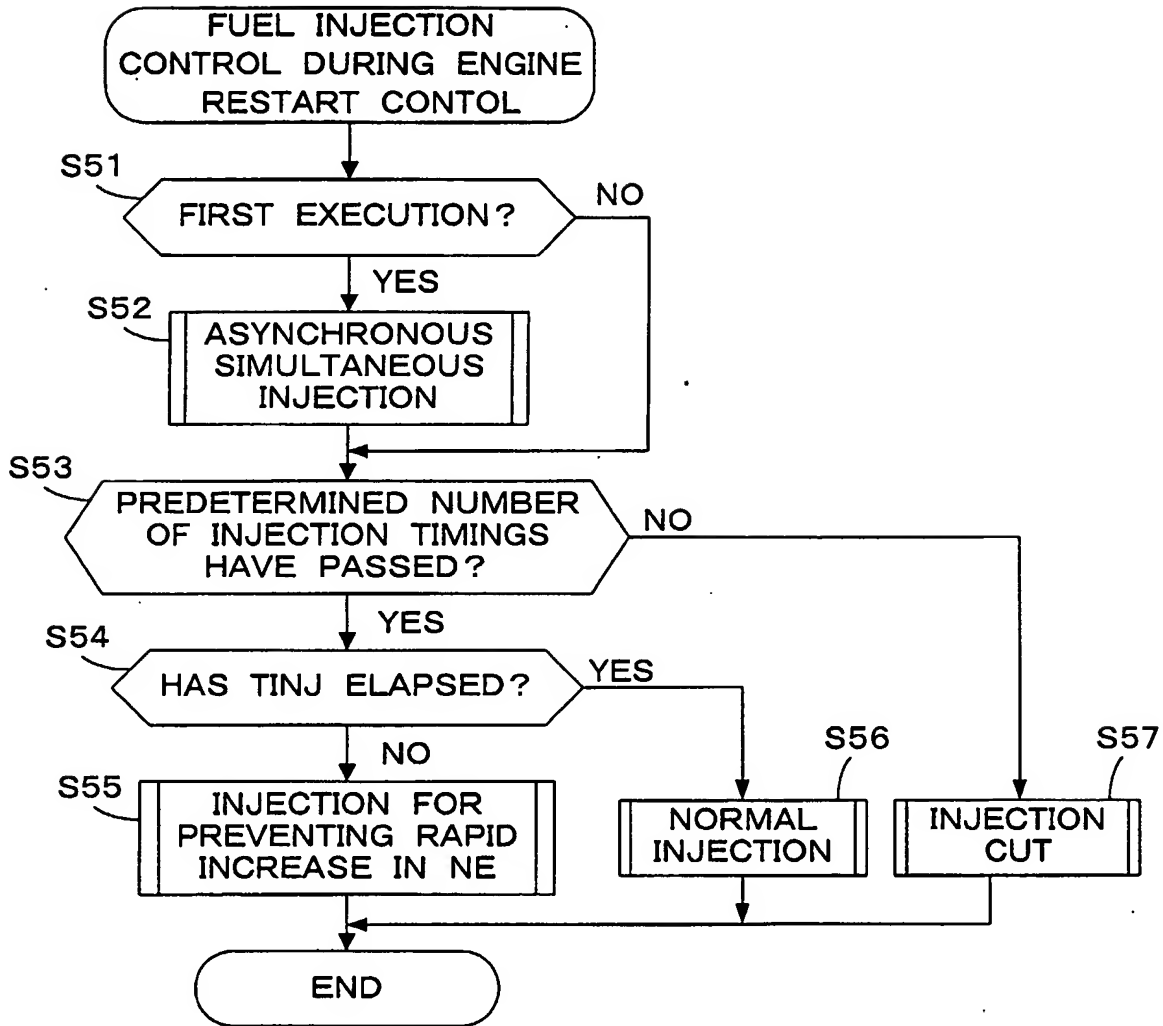 FUEL INJECTION
CONTROL DURING ENGINE
RESTART CONTOL
S51
FIRST EXECUTION?
NO
YES
S52
ASYNCHRONOUS
SIMULTANEOUS
INJECTION
S53
PREDETERMINED NUMBER
OF INJECTION TIMINGS
HAVE PASSED?
NO
YES
S54
HAS TINJ ELAPSED?
YES
NO
S55
INJECTION FOR
PREVENTING RAPID
INCREASE IN NE
S56
NORMAL
INJECTION
S57
INJECTION
CUT
END